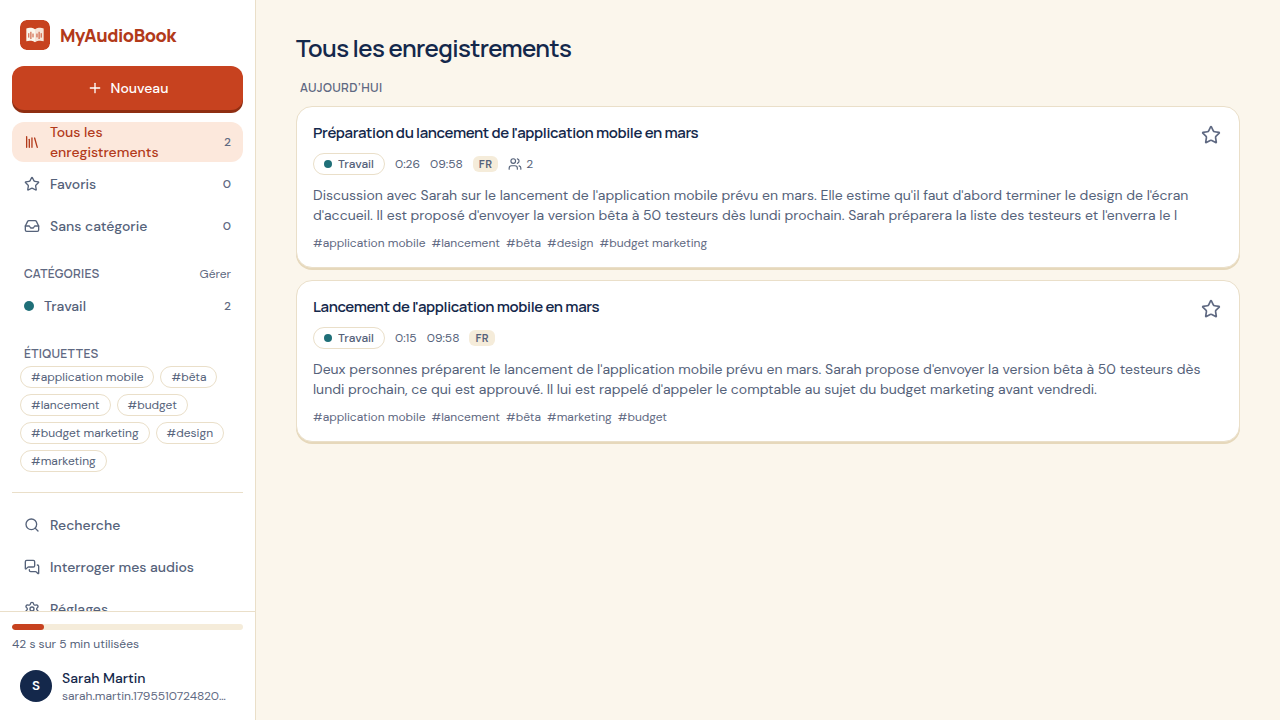 MyAudioBook
Nouveau
Tous les
enregistrements
2
Favoris
0
Sans catégorie
0
CATÉGORIES
Gérer
Travail
2
ÉTIQUETTES
#application mobile
#bêta
#lancement
#budget
#budget marketing
#design
#marketing
Recherche
Interroger mes audios
Réglages
42 s sur 5 min utilisées
S
Sarah Martin
sarah.martin.1795510724820...
Tous les enregistrements
AUJOURD'HUI
Préparation du lancement de l'application mobile en mars
Travail 0:26 09:58 FR 2
Discussion avec Sarah sur le lancement de l'application mobile prévu en mars. Elle estime qu'il faut d'abord terminer le design de l'écran
d'accueil. Il est proposé d'envoyer la version bêta à 50 testeurs dès lundi prochain. Sarah préparera la liste des testeurs et l'enverra le l
#application mobile #lancement #bêta #design #budget marketing
Lancement de l'application mobile en mars
Travail 0:15 09:58 FR
Deux personnes préparent le lancement de l'application mobile prévu en mars. Sarah propose d'envoyer la version bêta à 50 testeurs dès
lundi prochain, ce qui est approuvé. Il lui est rappelé d'appeler le comptable au sujet du budget marketing avant vendredi.
#application mobile #lancement #bêta #marketing #budget